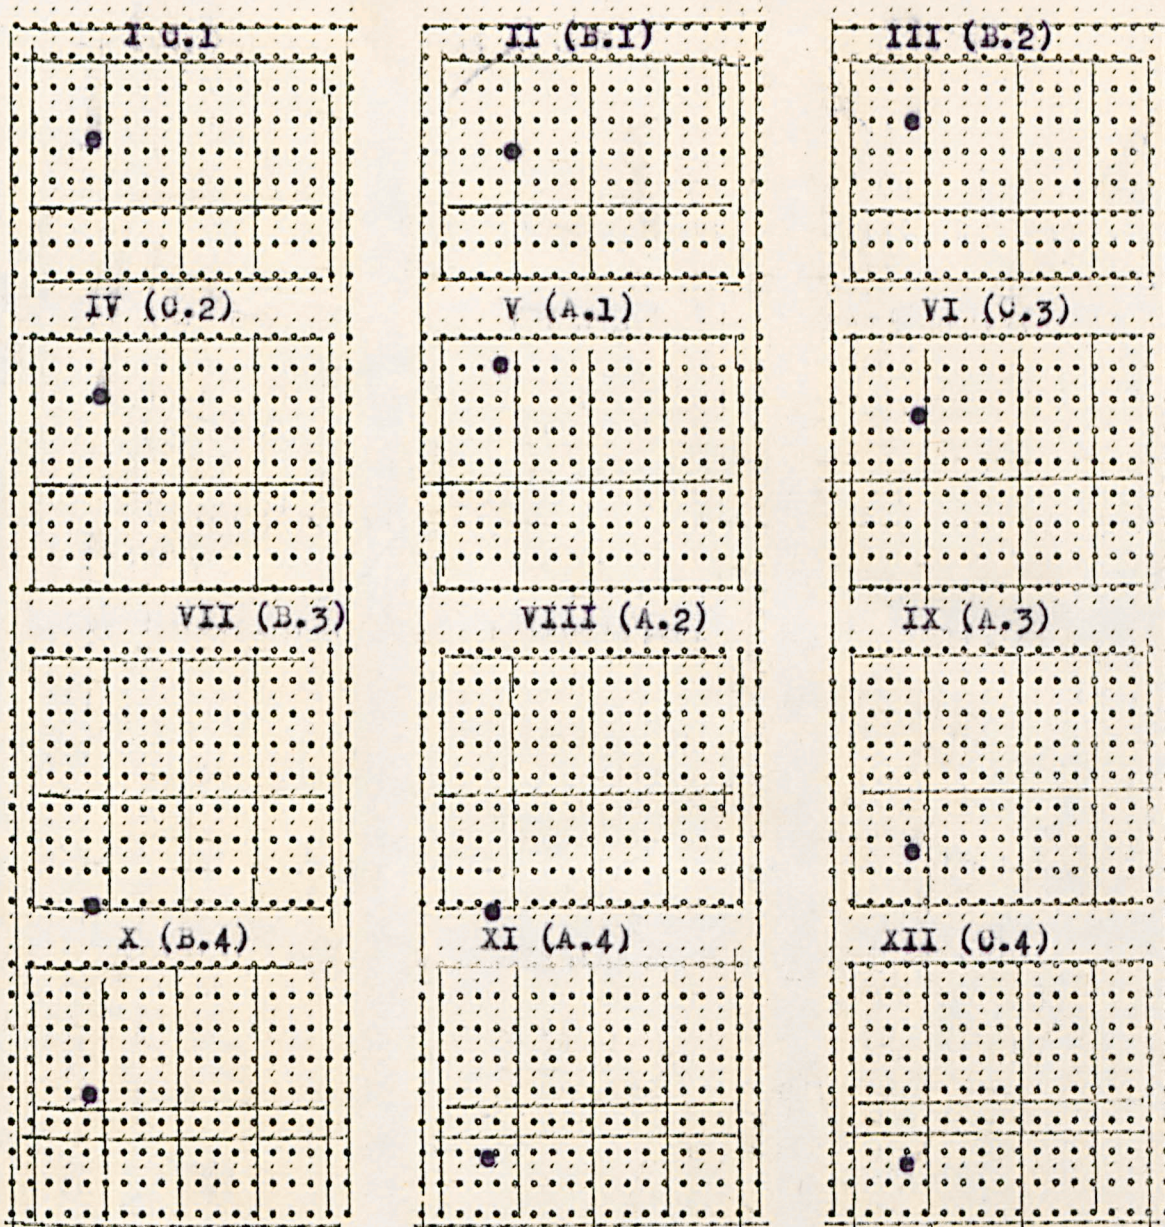 I C.1 II (B.1) III (B.2)
IV (C.2) V (A.1) VI (C.3)
VII (B.3) VIII (A.2) IX (A.3)
X (B.4) XI (A.4) XII (C.4)